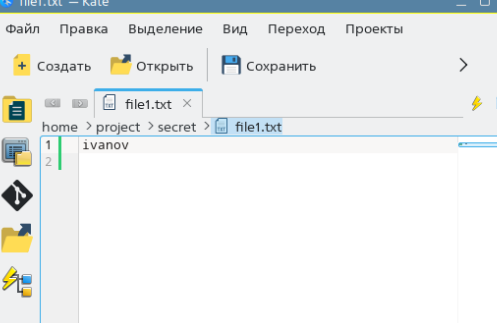 file1.txt — Kate
Файл Правка Выделение Вид Переход Проекты
Создать Открыть Сохранить
file1.txt
home project secret file1.txt
1 ivanov
2